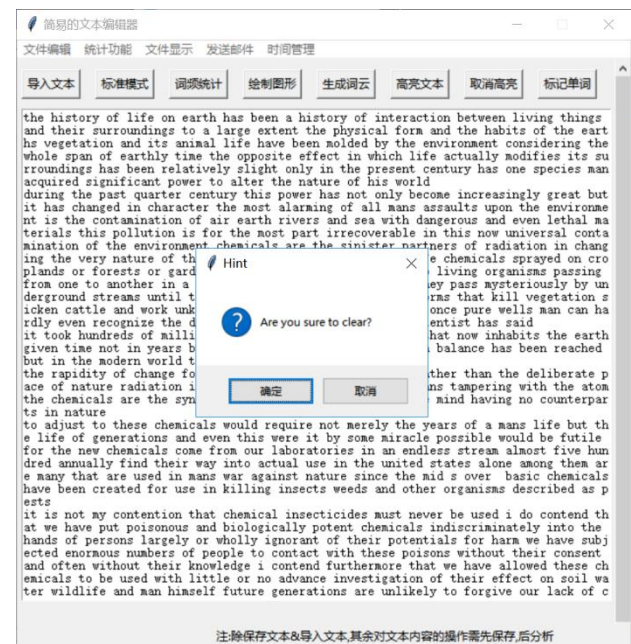 简易的文本编辑器
文件编辑 统计功能 文件显示 发送邮件 时间管理
导入文本 标准模式 词频统计 绘制图形 生成词云 高亮文本 取消高亮 标记单词
the history of life on earth has been a history of interaction between living things
and their surroundings to a large extent the physical form and the habits of the eart
hs vegetation and its animal life have been molded by the environment considering the
whole span of earthly time the opposite effect in which life actually modifies its su
rroundings has been relatively slight only in the present century has one species man
acquired significant power to alter the nature of his world
during the past quarter century this power has not only become increasingly great but
it has changed in character the most alarming of all mans assaults upon the environme
nt is the contamination of air earth rivers and sea with dangerous and even lethal ma
terials this pollution is for the most part irrecoverable in this now universal conta
mination of the environment chemicals are the sinister partners of radiation in chang
ing the very nature of th e chemicals sprayed on cro
plands or forests or gard living organisms passing
from one to another in a ey pass mysteriously by un
derground streams until t rms that kill vegetation s
icken cattle and work unk once pure wells man can ha
rdly even recognize the d entist has said
it took hundreds of milli hat now inhabits the earth
given time not in years b balance has been reached
but in the modern world t
the rapidity of change fo ather than the deliberate p
ace of nature radiation i ns tampering with the atom
the chemicals are the syn mind having no counterpar
ts in nature
Hint
Are you sure to clear?
确定 取消
to adjust to these chemicals would require not merely the years of a mans life but th
e life of generations and even this were it by some miracle possible would be futile
for the new chemicals come from our laboratories in an endless stream almost five hun
dred annually find their way into actual use in the united states alone among them ar
e many that are used in mans war against nature since the mid s over basic chemicals
have been created for use in killing insects weeds and other organisms described as p
ests
it is not my contention that chemical insecticides must never be used i do contend th
at we have put poisonous and biologically potent chemicals indiscriminately into the
hands of persons largely or wholly ignorant of their potentials for harm we have subj
ected enormous numbers of people to contact with these poisons without their consent
and often without their knowledge i contend furthermore that we have allowed these ch
emicals to be used with little or no advance investigation of their effect on soil wa
ter wildlife and man himself future generations are unlikely to forgive our lack of c
注:除保存文本&导入文本,其余对文本内容的操作需先保存,后分析